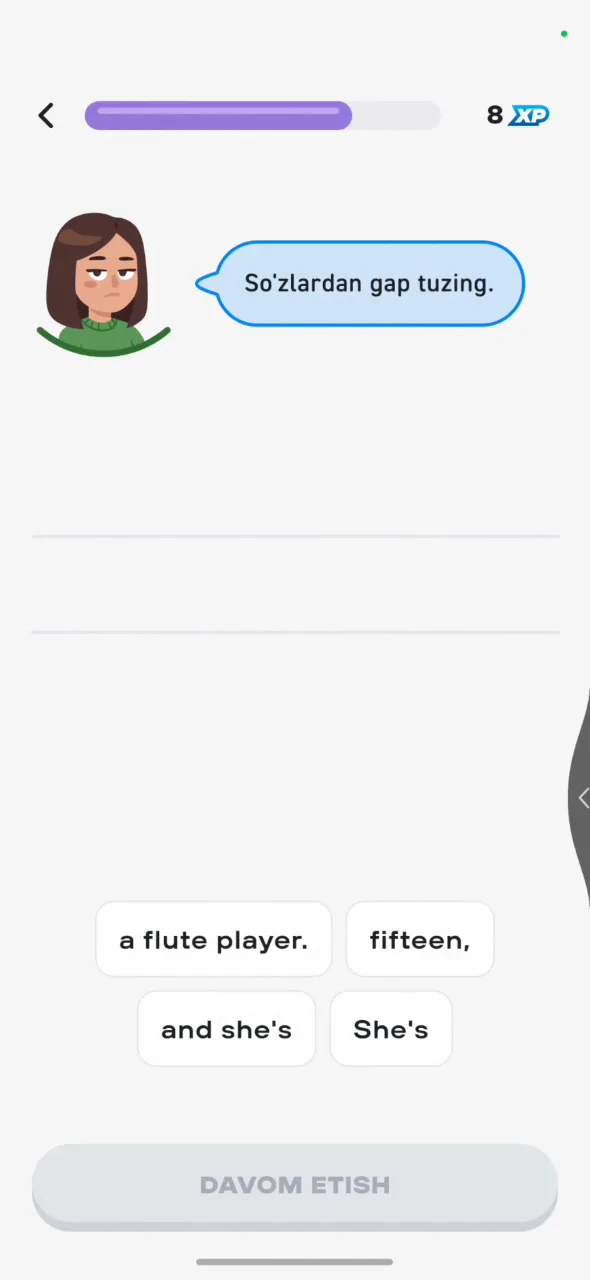 8 XP
So'zlardan gap tuzing.
a flute player. fifteen,
and she's She's
DAVOM ETISH